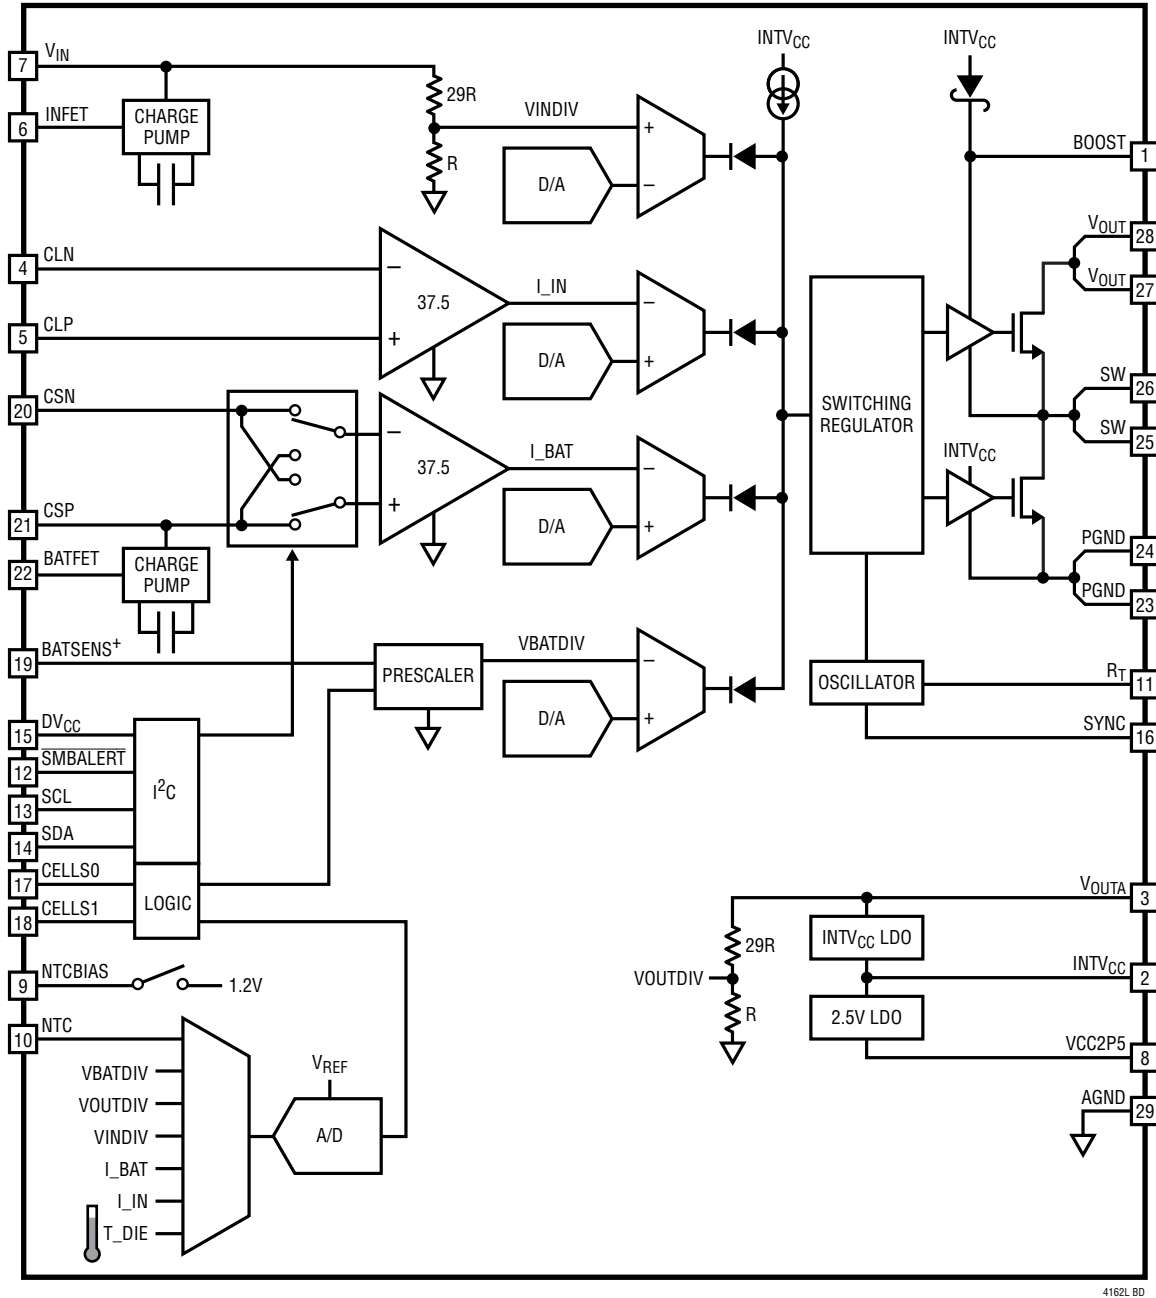 INTVCC
INTVCC
7
VIN
29R
CHARGE
PUMP
6
INFET
VINDIV
+
BOOST
1
R
D/A
−
VOUT
28
VOUT
27
4
CLN
−
37.5
I_IN
−
5
CLP
+
D/A
+
20
CSN
−
37.5
I_BAT
−
SWITCHING
REGULATOR
SW
26
SW
25
INTVCC
21
CSP
+
D/A
+
22
BATFET
CHARGE
PUMP
PGND
24
PGND
23
19
BATSENS+
PRESCALER
VBATDIV
−
D/A
+
OSCILLATOR
RT
11
SYNC
16
15
DVCC
12
SMBALERT
I2C
13
SCL
14
SDA
17
CELLS0
LOGIC
18
CELLS1
9
NTCBIAS
1.2V
VOUTA
3
29R
INTVCC LDO
VOUTDIV
INTVCC
2
R
2.5V LDO
VCC2P5
8
AGND
29
10
NTC
VBATDIV
VREF
VOUTDIV
VINDIV
A/D
I_BAT
I_IN
T_DIE
4162L BD